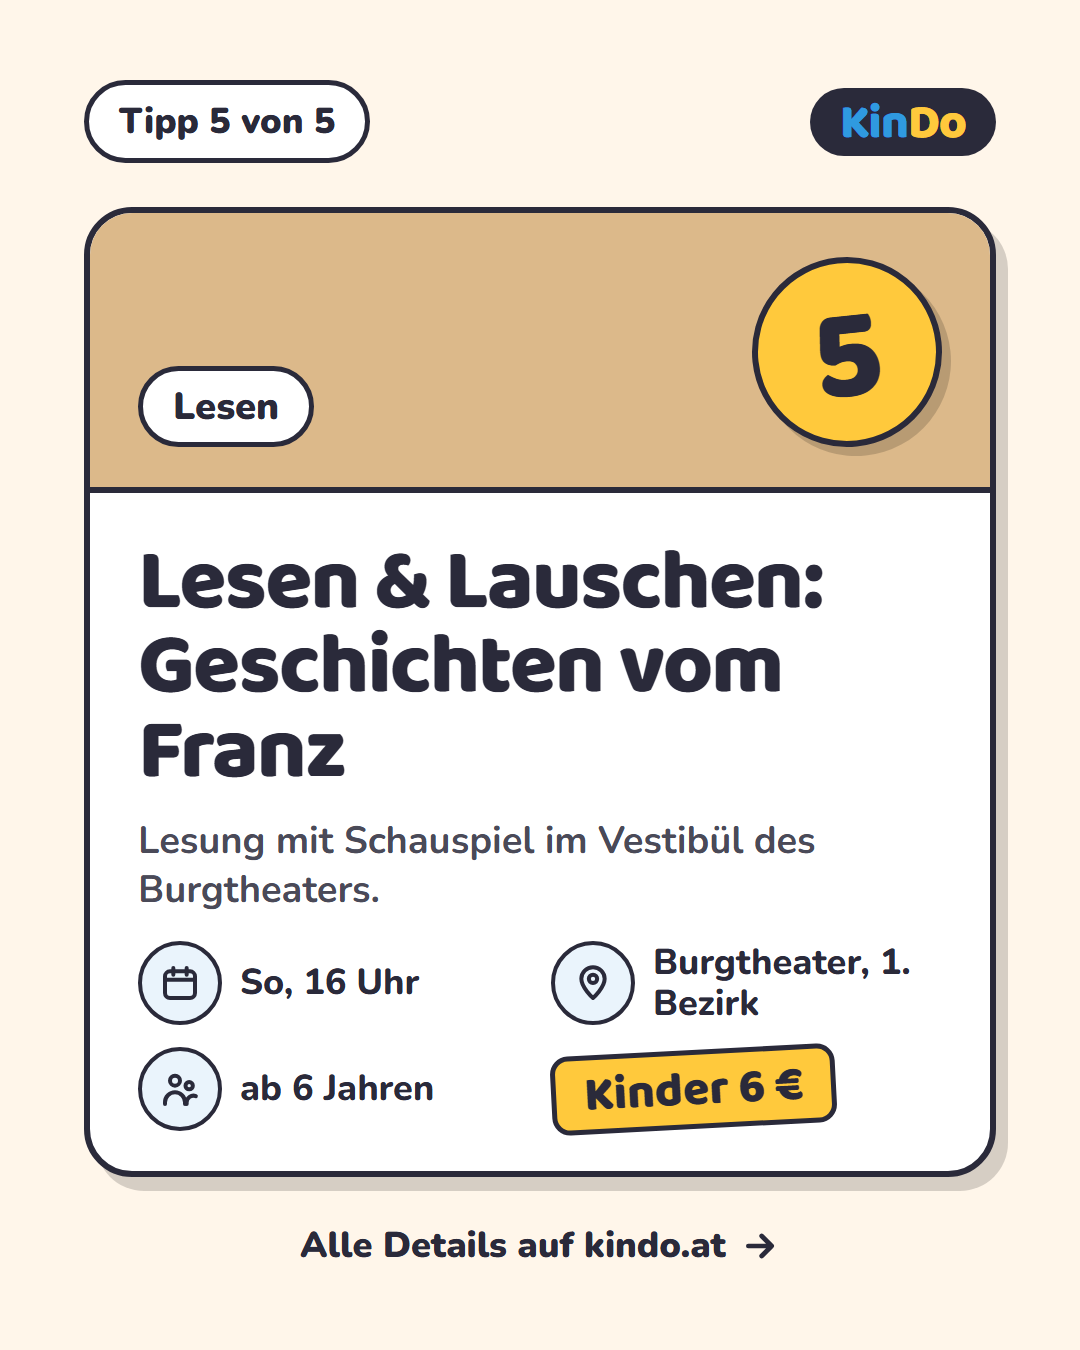 Tipp 5 von 5
KinDo
5
Lesen
Lesen & Lauschen:
Geschichten vom
Franz
Lesung mit Schauspiel im Vestibül des
Burgtheaters.
So, 16 Uhr
Burgtheater, 1.
Bezirk
ab 6 Jahren
Kinder 6 €
Alle Details auf kindo.at →